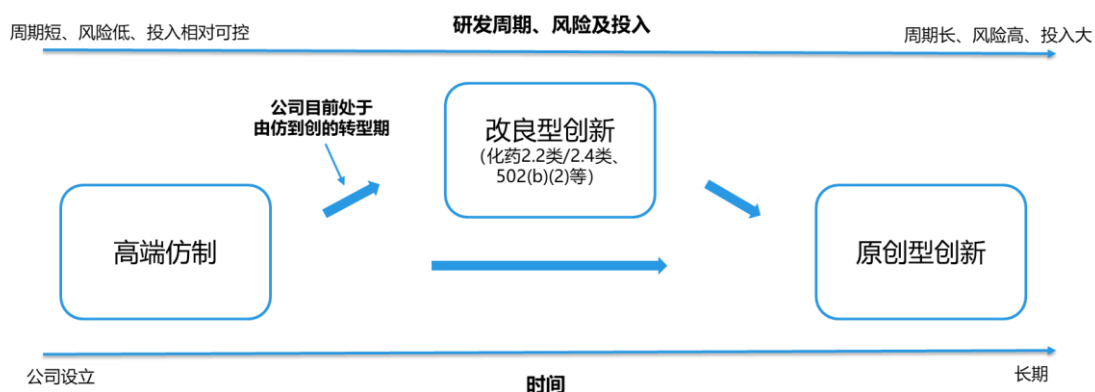 研发周期、风险及投入
周期短、风险低、投入相对可控
周期长、风险高、投入大
公司目前处于
由仿到创的转型期
改良型创新
(化药2.2类/2.4类、
502(b)(2)等)
高端仿制
原创型创新
公司设立
时间
长期